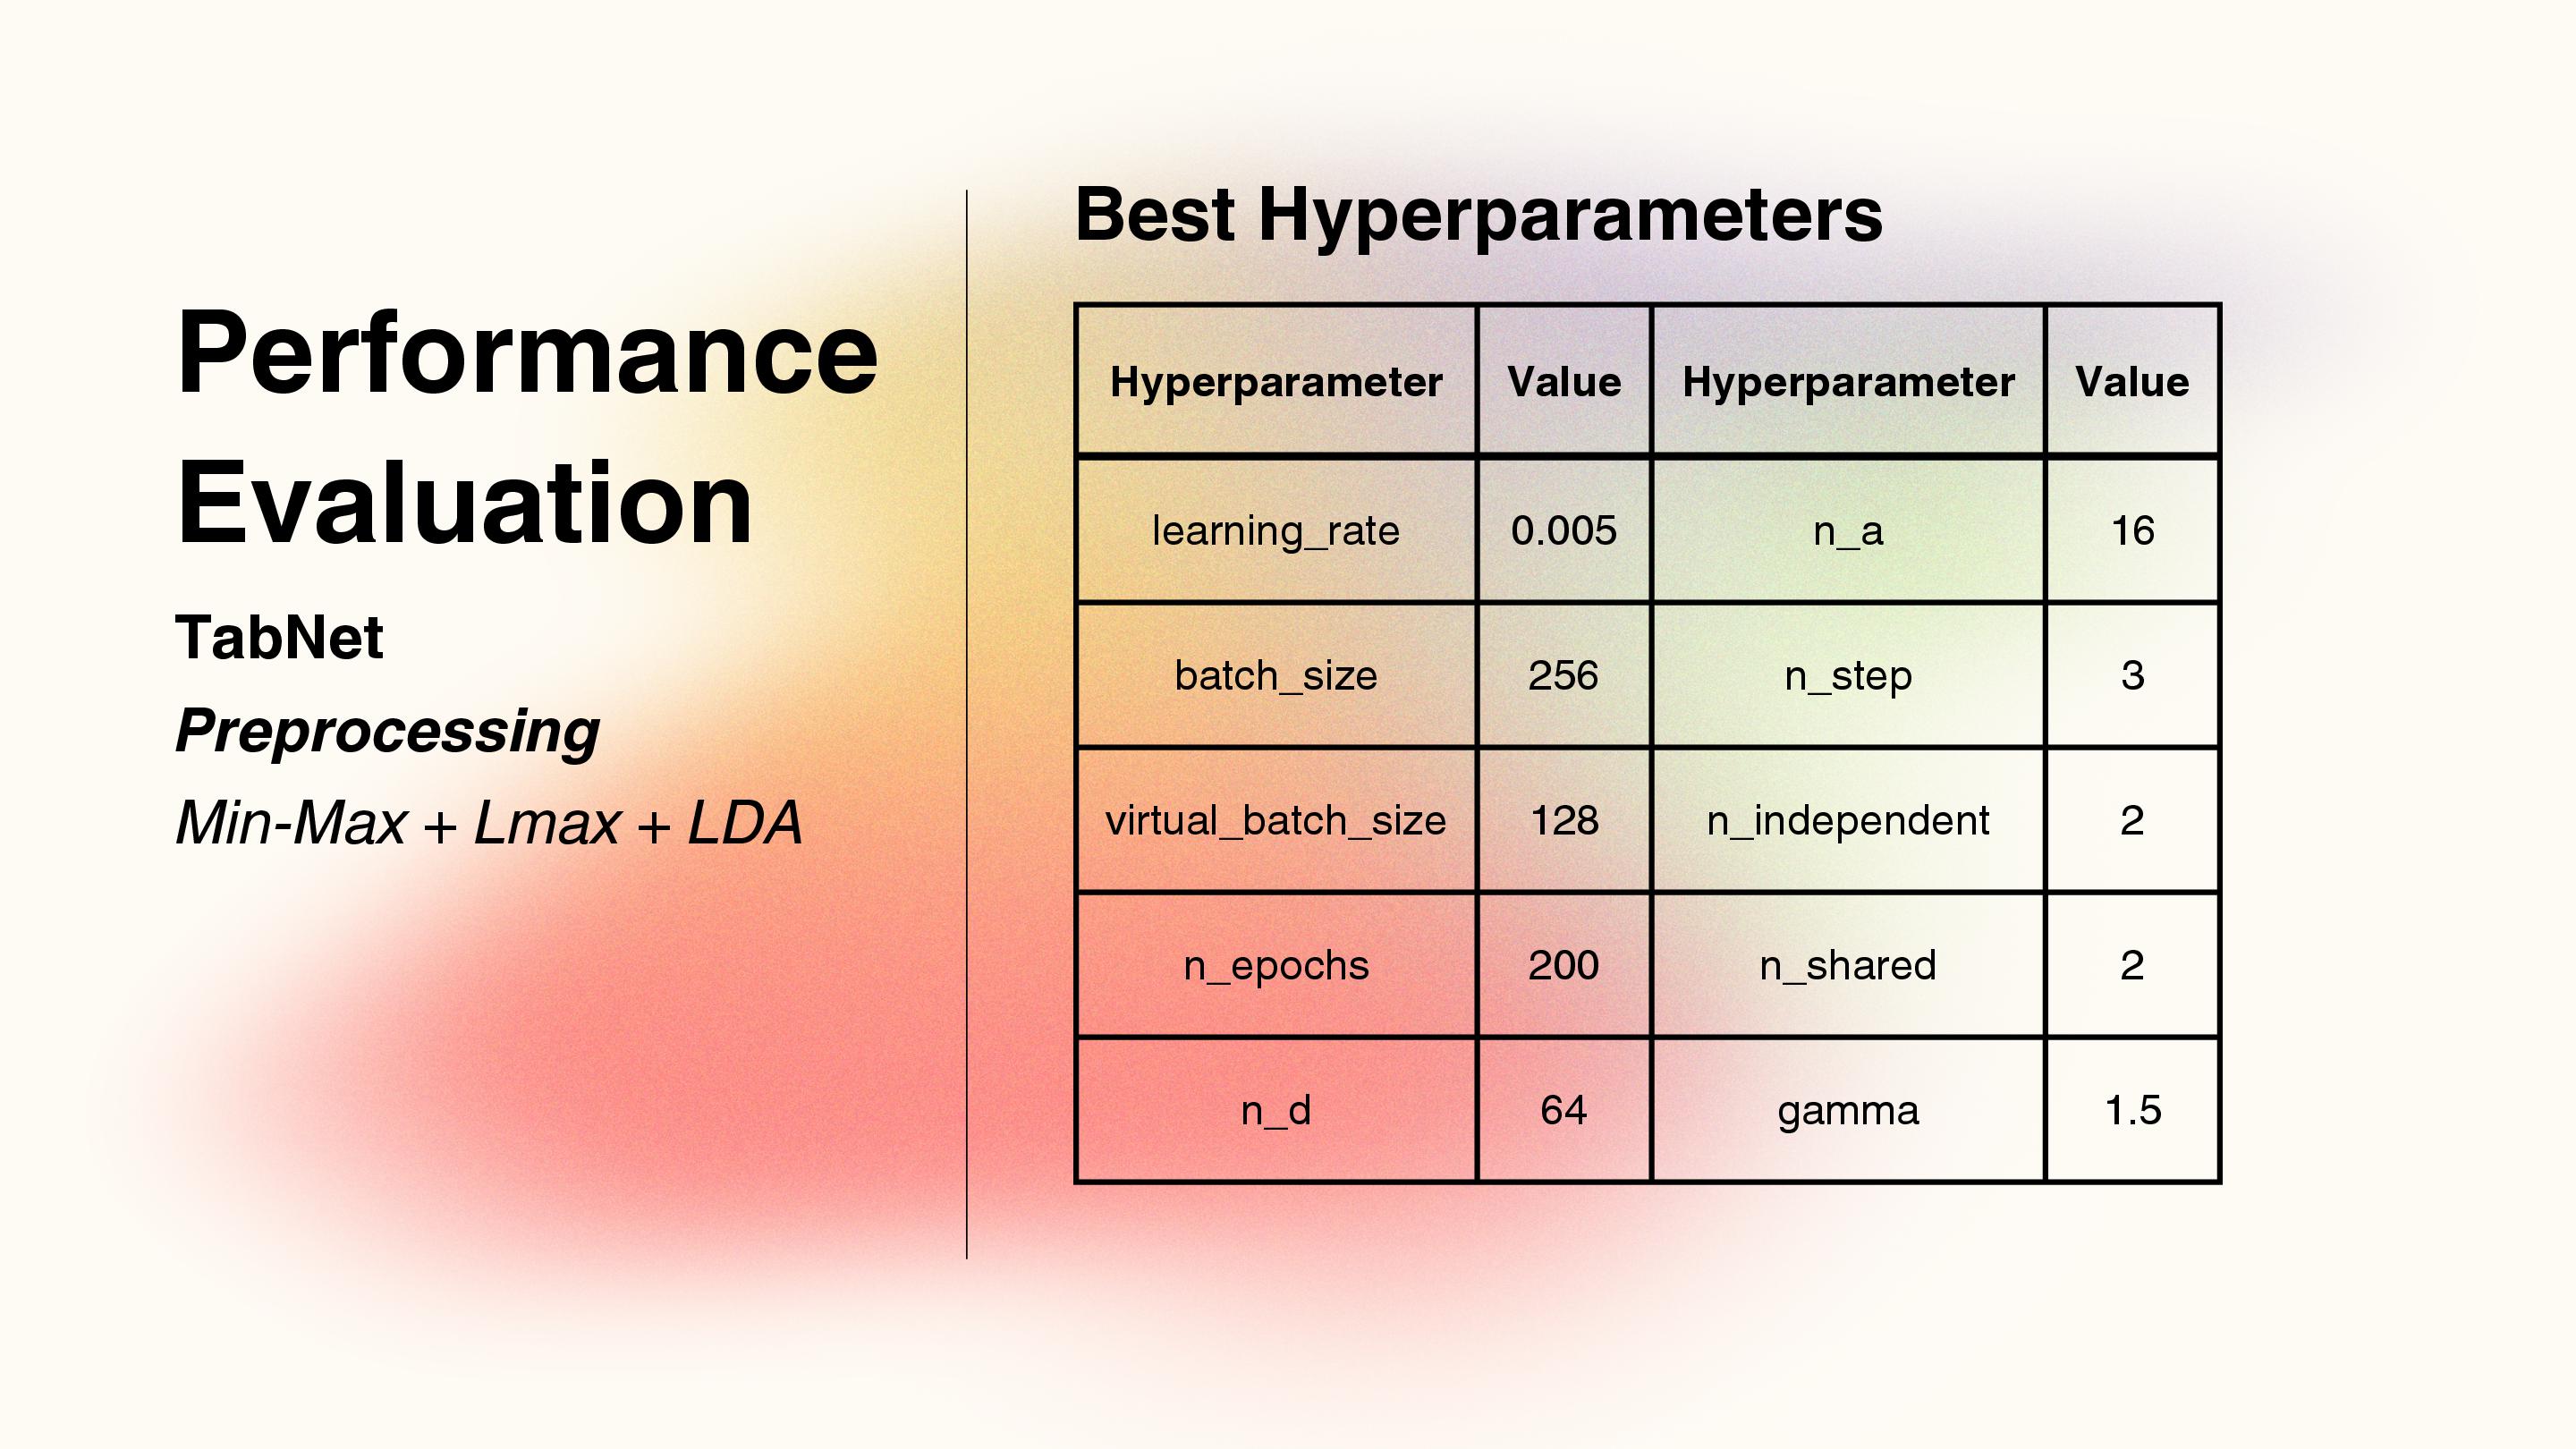 Performance
Evaluation
TabNet
Preprocessing
Min-Max + Lmax + LDA
Best Hyperparameters
Hyperparameter Value Hyperparameter Value
learning_rate 0.005 n_a 16
batch_size 256 n_step 3
virtual_batch_size 128 n_independent 2
n_epochs 200 n_shared 2
n_d 64 gamma 1.5